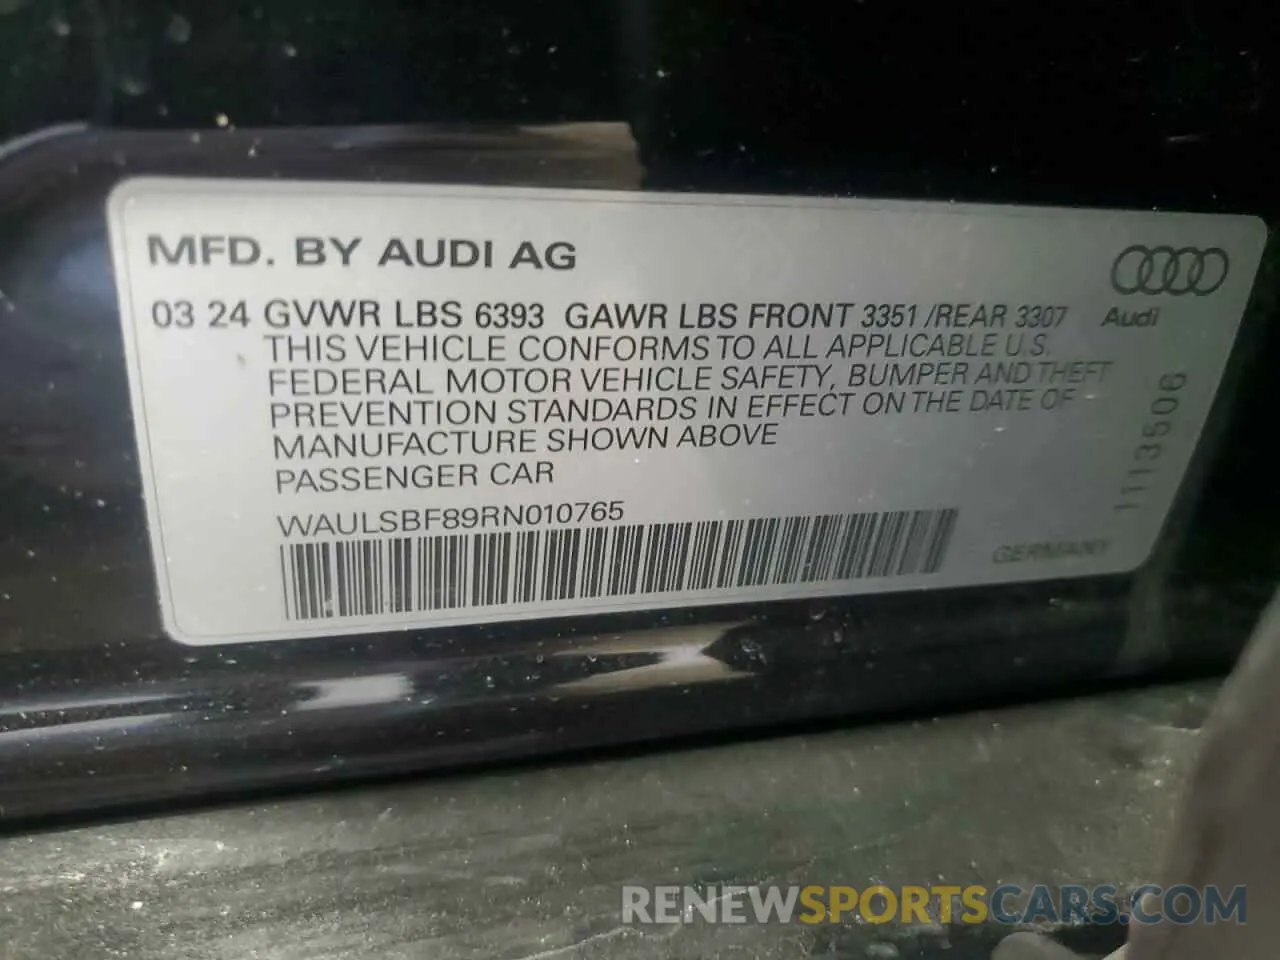 MFD. BY AUDI AG
03 24 GVWR LBS 6393 GAWR LBS FRONT 3351 /REAR 3307
Audi
THIS VEHICLE CONFORMS TO ALL APPLICABLE U.S.
FEDERAL MOTOR VEHICLE SAFETY, BUMPER AND THEFT
PREVENTION STANDARDS IN EFFECT ON THE DATE OF
MANUFACTURE SHOWN ABOVE
PASSENGER CAR
WAULSBF89RN010765
GERMANY
1113506
RENEWSPORTSCARS.COM